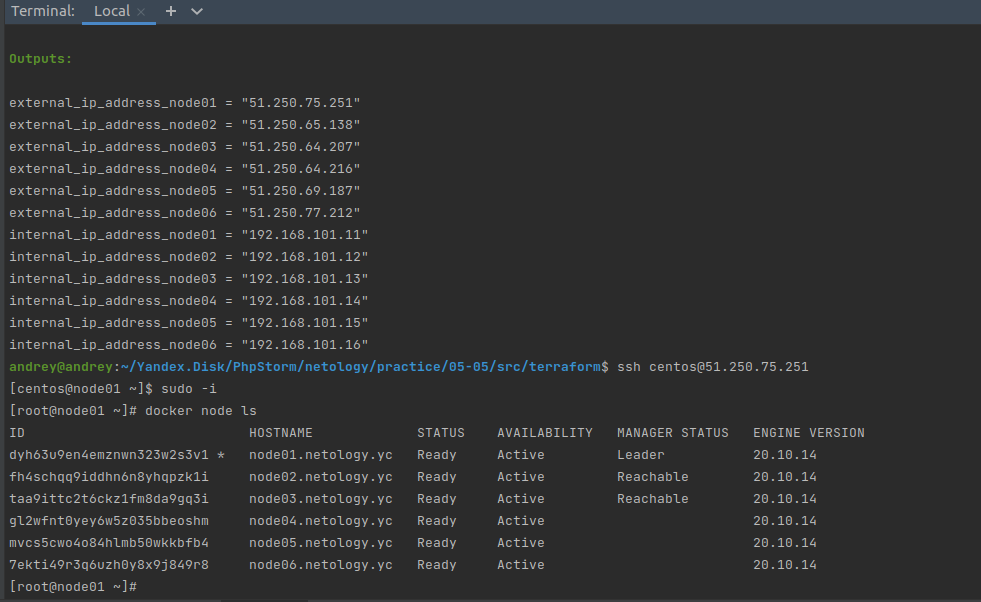 Terminal: Local × + 
Outputs:
external_ip_address_node01 = "51.250.75.251"
external_ip_address_node02 = "51.250.65.138"
external_ip_address_node03 = "51.250.64.207"
external_ip_address_node04 = "51.250.64.216"
external_ip_address_node05 = "51.250.69.187"
external_ip_address_node06 = "51.250.77.212"
internal_ip_address_node01 = "192.168.101.11"
internal_ip_address_node02 = "192.168.101.12"
internal_ip_address_node03 = "192.168.101.13"
internal_ip_address_node04 = "192.168.101.14"
internal_ip_address_node05 = "192.168.101.15"
internal_ip_address_node06 = "192.168.101.16"
andrey@andrey:~/Yandex.Disk/PhpStorm/netology/practice/05-05/src/terraform$ ssh centos@51.250.75.251
[centos@node01 ~]$ sudo -i
[root@node01 ~]# docker node ls
ID HOSTNAME STATUS AVAILABILITY MANAGER STATUS ENGINE VERSION
dyh63u9en4emznwn323w2s3v1 * node01.netology.yc Ready Active Leader 20.10.14
fh4schqq9iddhn6n8yhqpzk1i node02.netology.yc Ready Active Reachable 20.10.14
taa9ittc2t6ckz1fm8da9gq3i node03.netology.yc Ready Active Reachable 20.10.14
gl2wfnt0yey6w5z035bbeoshm node04.netology.yc Ready Active 20.10.14
mvcs5cwo4o84hlmb50wkkbfb4 node05.netology.yc Ready Active 20.10.14
7ekti49r3q6uzh0y8x9j849r8 node06.netology.yc Ready Active 20.10.14
[root@node01 ~]#